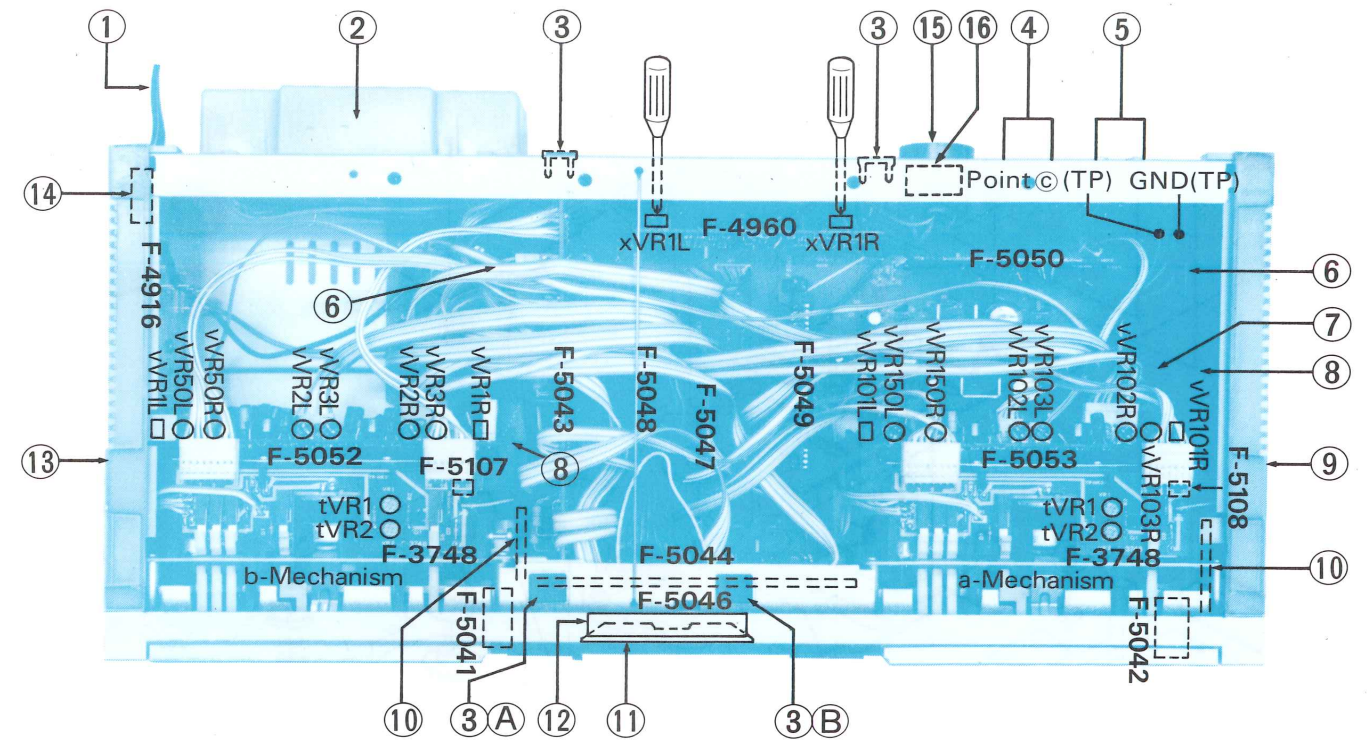 ① ② ③ ③ ⑮ ⑯ ④ ⑤
⑭
Point ⓒ (TP) GND(TP)
xVR1L F-4960 xVR1R
F-5050
⑥ ⑥
F-4916
⑦
⑧
vVR1L
vVR50L
vVR50R
vVR2L
vVR3L
vVR2R
vVR3R
vVR1R
F-5043
F-5048
F-5047
F-5049
vVR101L
vVR150L
vVR150R
vVR102L
vVR103L
vVR102R
vVR103R
vVR101R
F-5108
⑬ F-5052 F-5107 ⑧ F-5053 ⑨
tVR1 tVR1
tVR2 tVR2
F-3748 F-5044 F-3748
b-Mechanism a-Mechanism ⑩
F-5046
F-5041
F-5042
⑩ ③Ⓐ ⑫ ⑪ ③Ⓑ